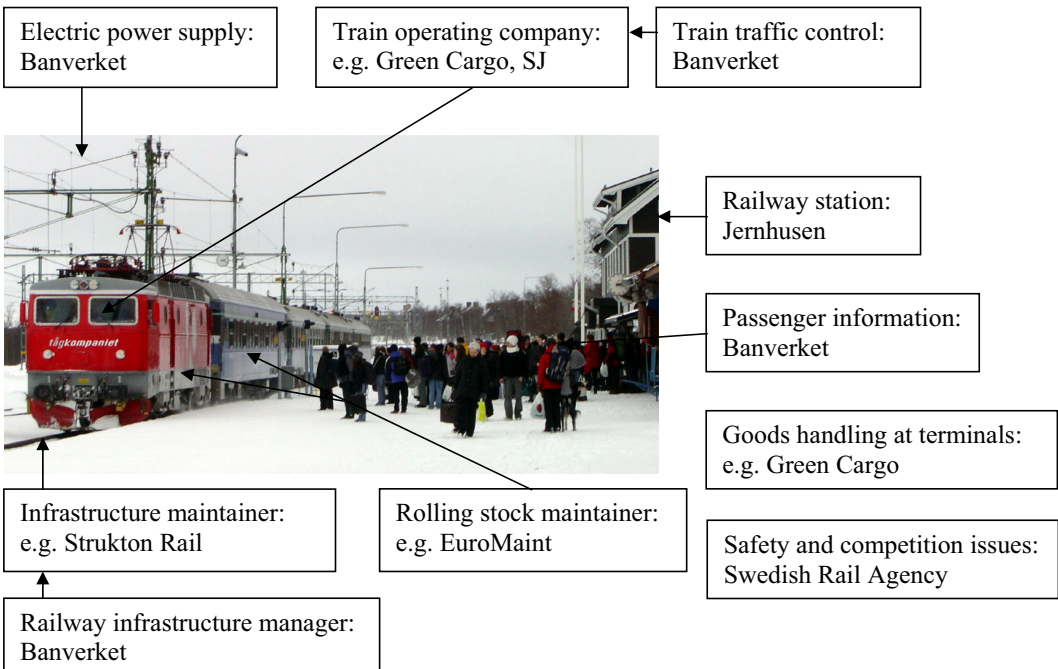 Electric power supply:
Banverket
Train operating company:
e.g. Green Cargo, SJ
Train traffic control:
Banverket
Railway station:
Jernhusen
tågkompaniet
Passenger information:
Banverket
Goods handling at terminals:
e.g. Green Cargo
Infrastructure maintainer:
e.g. Strukton Rail
Rolling stock maintainer:
e.g. EuroMaint
Safety and competition issues:
Swedish Rail Agency
Railway infrastructure manager:
Banverket